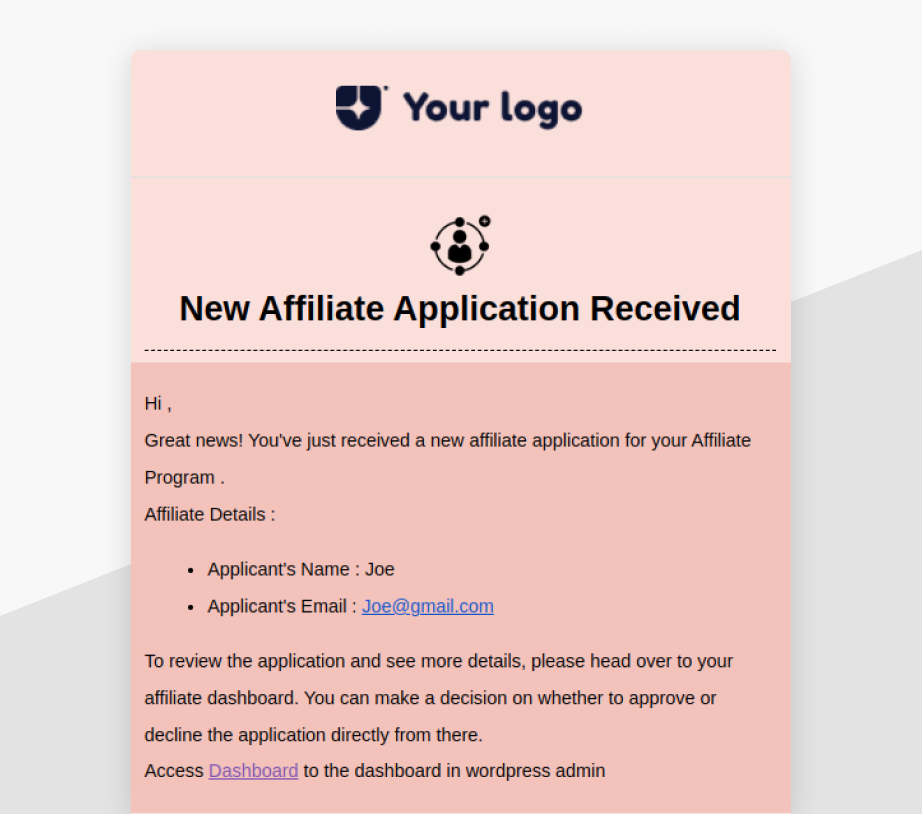 Your logo
New Affiliate Application Received
Hi ,
Great news! You've just received a new affiliate application for your Affiliate
Program .
Affiliate Details :
Applicant's Name : Joe
Applicant's Email : Joe@gmail.com
To review the application and see more details, please head over to your
affiliate dashboard. You can make a decision on whether to approve or
decline the application directly from there.
Access Dashboard to the dashboard in wordpress admin